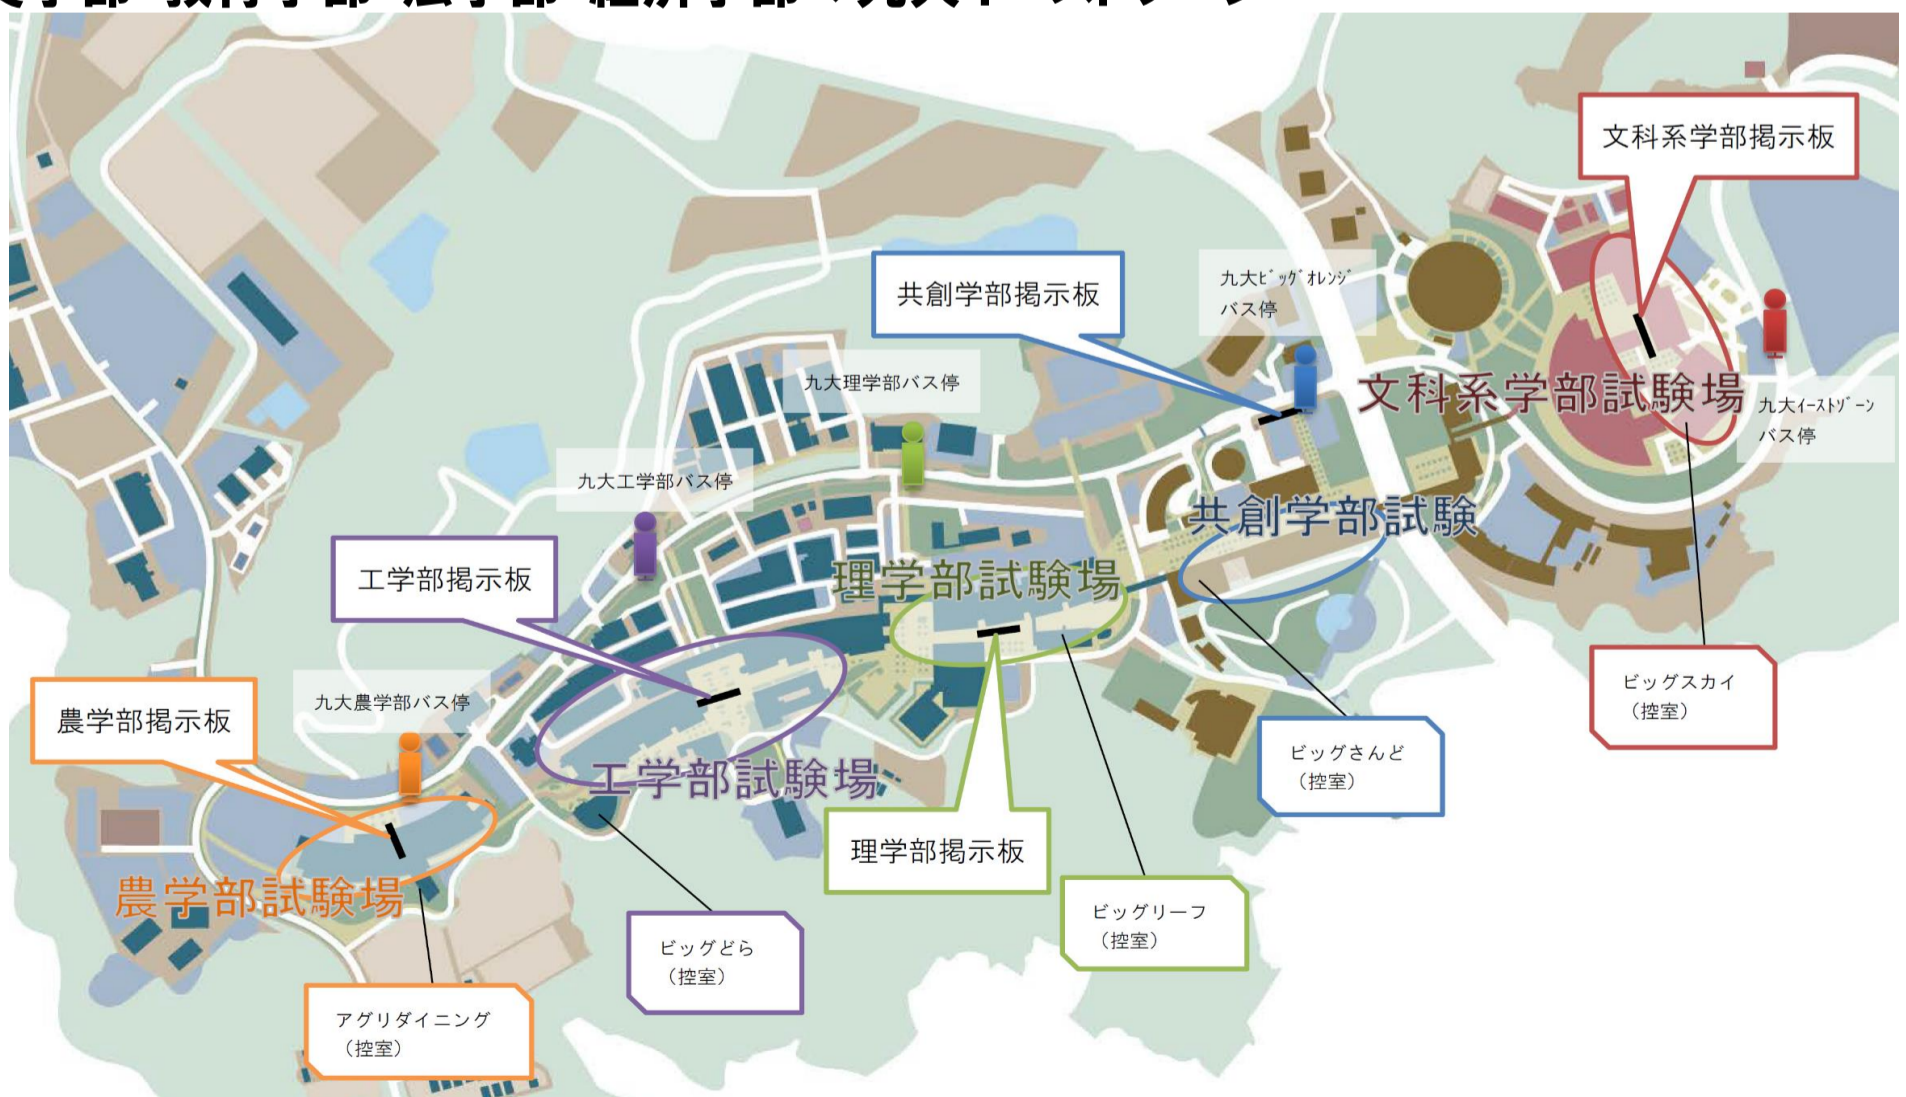 文科系学部掲示板
共創学部掲示板
九大ﾋﾞｯｸﾞｵﾚﾝｼﾞ
バス停
九大理学部バス停
文科系学部試験場
九大ｲｰｽﾄｿﾞｰﾝ
バス停
九大工学部バス停
共創学部試験
工学部掲示板
理学部試験場
農学部掲示板
九大農学部バス停
ビッグスカイ
（控室）
ビッグさんど
（控室）
工学部試験場
理学部掲示板
農学部試験場
ビッグリーフ
（控室）
ビッグどら
（控室）
アグリダイニング
（控室）